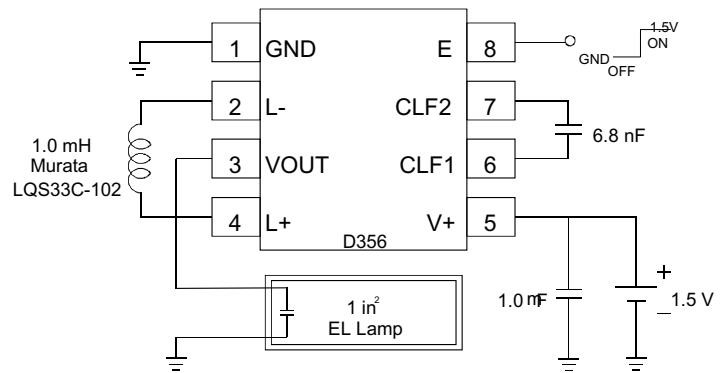 1 GND
E 8
1.5V
ON
GND
OFF
2 L-
CLF2 7
1.0 mH
Murata
LQS33C-102
3 VOUT
CLF1 6
6.8 nF
4 L+
V+ 5
D356
1 in²
EL Lamp
1.0 mF
+
1.5 V
_